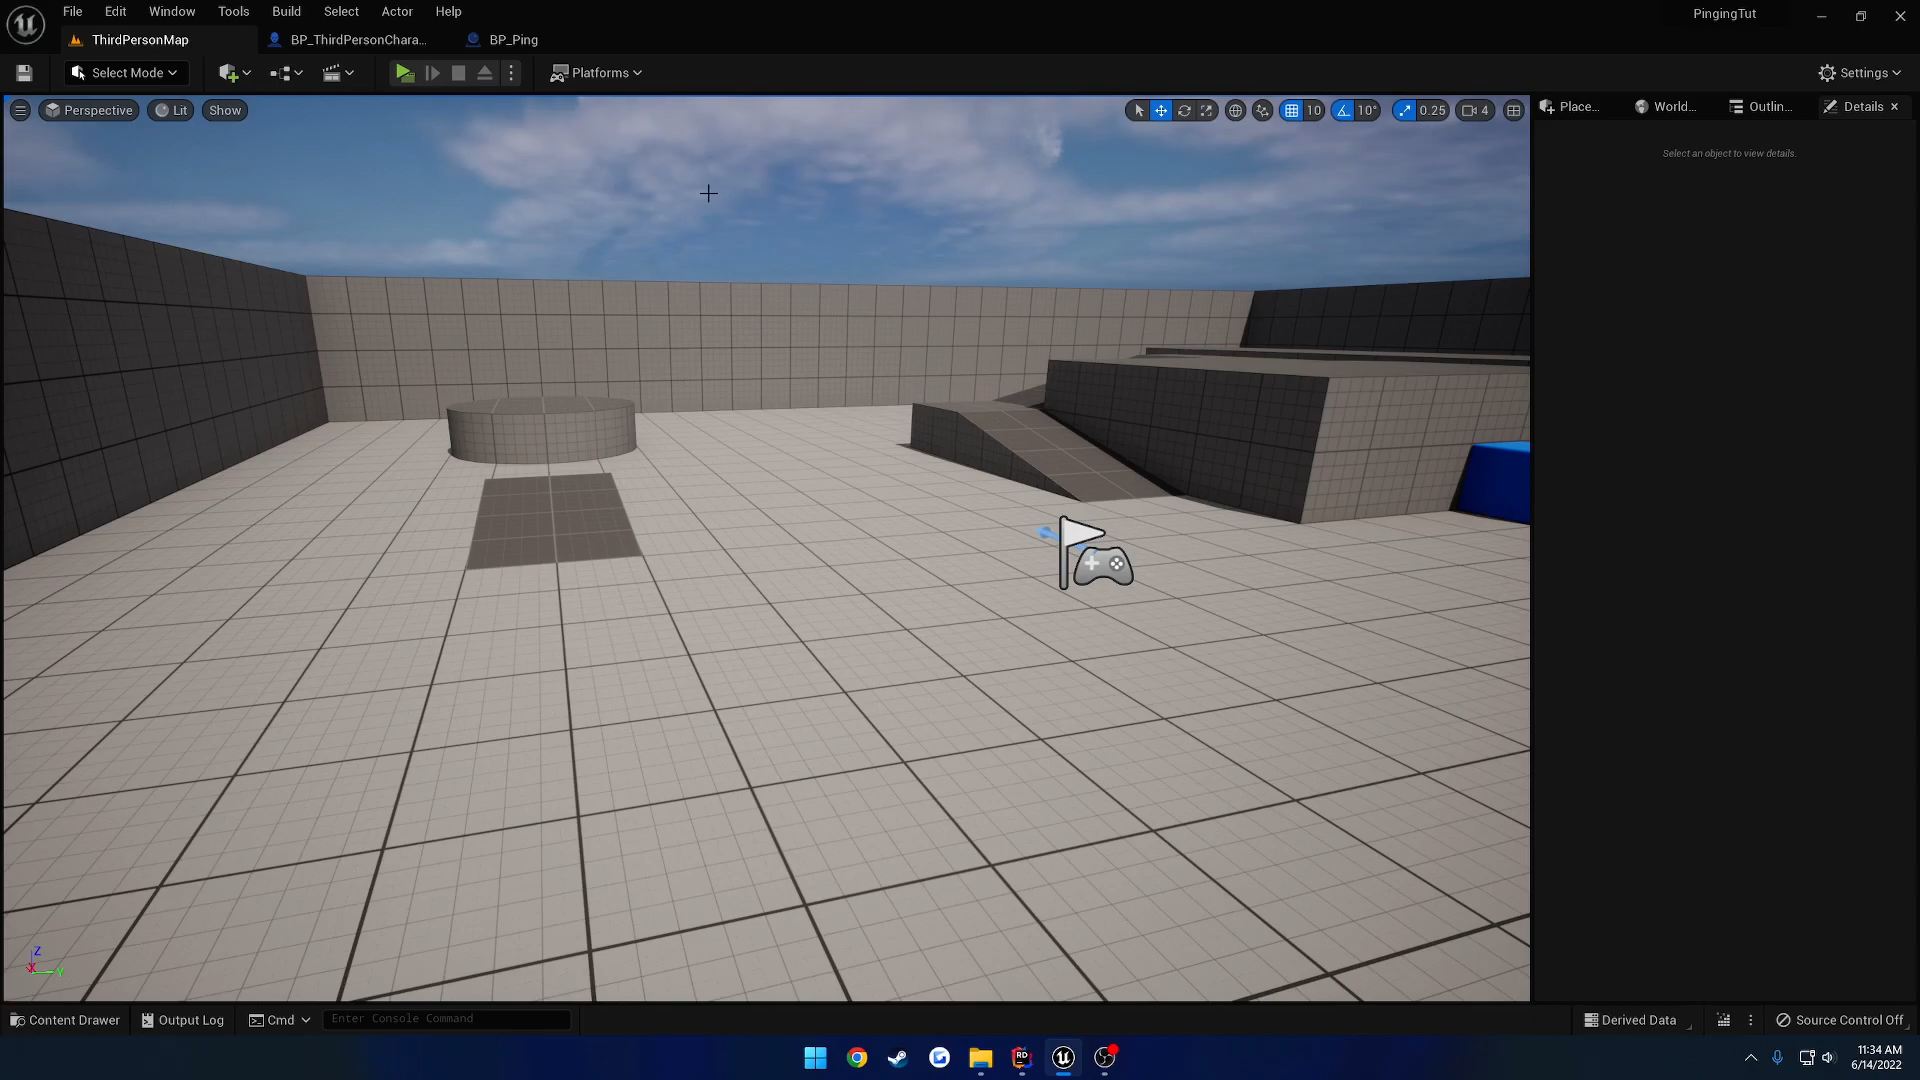 File Edit Window Tools Build Select Actor Help
PingingTut
ThirdPersonMap BP_ThirdPersonChara... BP_Ping
Select Mode Platforms Settings
Perspective Lit Show 10 10° 0.25 4 Place... World... Outlin... Details
Select an object to view details.
Z
X Y
Content Drawer Output Log Cmd Enter Console Command Derived Data Source Control Off
RD
11:34 AM
6/14/2022